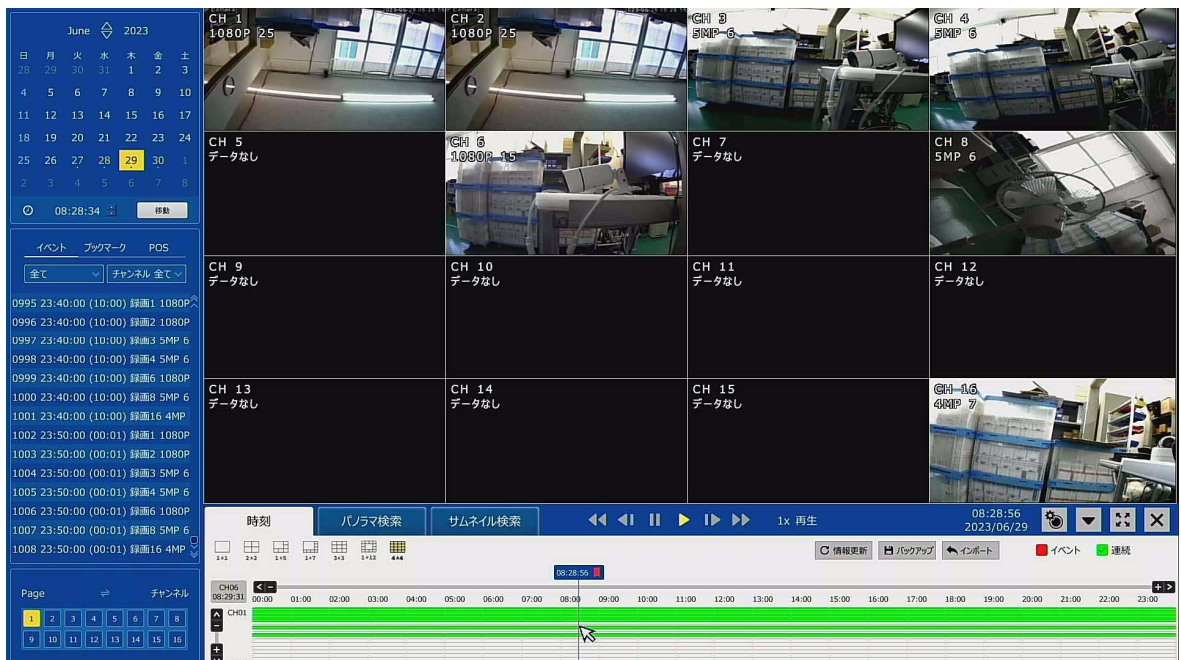 June 2023
日 月 火 水 木 金 土
28 29 30 31 1 2 3
4 5 6 7 8 9 10
11 12 13 14 15 16 17
18 19 20 21 22 23 24
25 26 27 28 29 30 1
2 3 4 5 6 7 8
08:28:34 移動
イベント ブックマーク POS
全て チャンネル 全て
0995 23:40:00 (10:00) 録画1 1080P
0996 23:40:00 (10:00) 録画2 1080P
0997 23:40:00 (10:00) 録画3 5MP 6
0998 23:40:00 (10:00) 録画4 5MP 6
0999 23:40:00 (10:00) 録画6 1080P
1000 23:40:00 (10:00) 録画8 5MP 6
1001 23:40:00 (10:00) 録画16 4MP
1002 23:50:00 (00:01) 録画1 1080P
1003 23:50:00 (00:01) 録画2 1080P
1004 23:50:00 (00:01) 録画3 5MP 6
1005 23:50:00 (00:01) 録画4 5MP 6
1006 23:50:00 (00:01) 録画6 1080P
1007 23:50:00 (00:01) 録画8 5MP 6
1008 23:50:00 (00:01) 録画16 4MP
Page チャンネル
1 2 3 4 5 6 7 8
9 10 11 12 13 14 15 16
CH 1
1080P 25
CH 2
1080P 25
CH 3
5MP 6
CH 4
5MP 6
CH 5
データなし
CH 6
1080P 15
CH 7
データなし
CH 8
5MP 6
CH 9
データなし
CH 10
データなし
CH 11
データなし
CH 12
データなし
CH 13
データなし
CH 14
データなし
CH 15
データなし
CH 16
4MP 7
時刻 パノラマ検索 サムネイル検索 1x 再生
08:28:56
2023/06/29
1×1 2×2 1+5 1+7 3×3 1+12 4×4
情報更新 バックアップ インポート イベント 連続
08:28:56
CH06
08:29:31
00:00 01:00 02:00 03:00 04:00 05:00 06:00 07:00 08:00 09:00 10:00 11:00 12:00 13:00 14:00 15:00 16:00 17:00 18:00 19:00 20:00 21:00 22:00 23:00
CH01